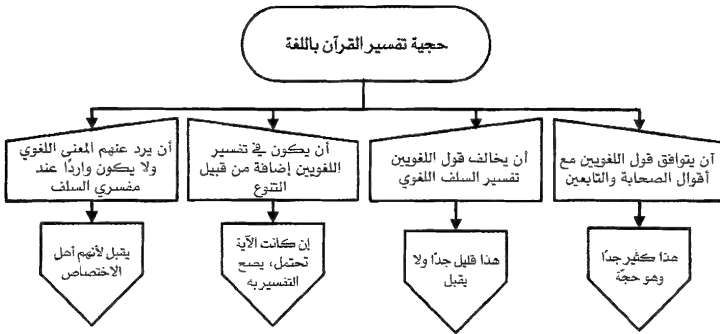 حجية تفسير القرآن باللغة
أن يتوافق قول اللغويين مع
أقوال الصحابة والتابعين
أن يخالف قول اللغويين
تفسير السلف اللغوي
أن يكون في تفسير
اللغويين إضافة من قبيل
التنوع
أن يرد عنهم المعنى اللغوي
ولا يكون واردًا عند
مفسري السلف
هذا كثير جدًا
وهو حجّة
هذا قليل جدًا ولا
يقبل
إن كانت الآية
تحتمل، يصح
التفسير به
يقبل لأنهم أهل
الاختصاص